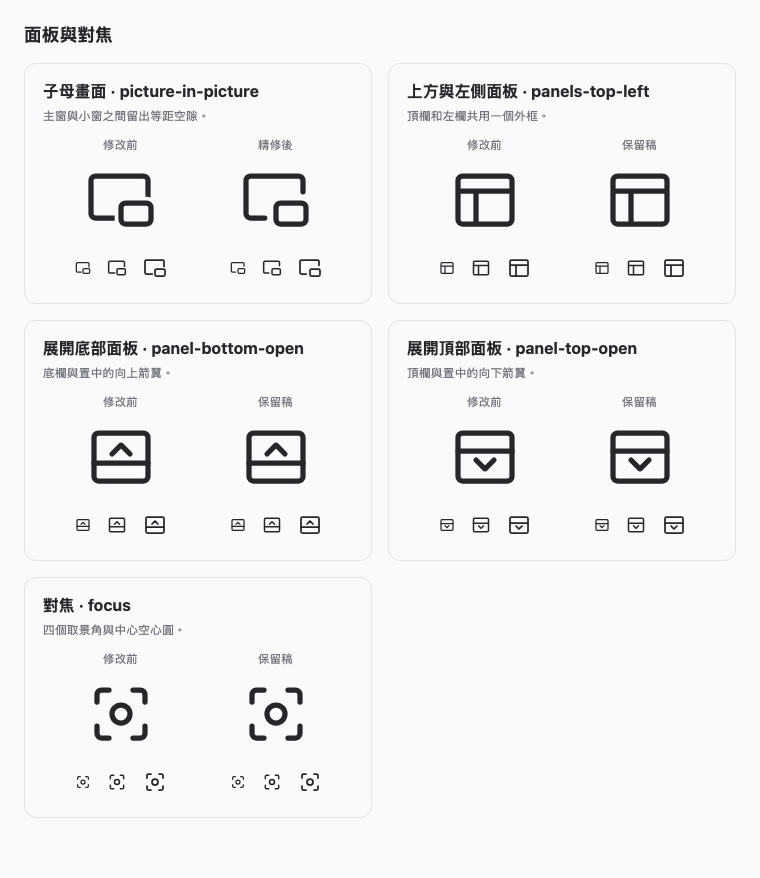 面板與對焦
子母畫面 · picture-in-picture
主窗與小窗之間留出等距空隙。
修改前 精修後
上方與左側面板 · panels-top-left
頂欄和左欄共用一個外框。
修改前 保留稿
展開底部面板 · panel-bottom-open
底欄與置中的向上箭翼。
修改前 保留稿
展開頂部面板 · panel-top-open
頂欄與置中的向下箭翼。
修改前 保留稿
對焦 · focus
四個取景角與中心空心圓。
修改前 保留稿